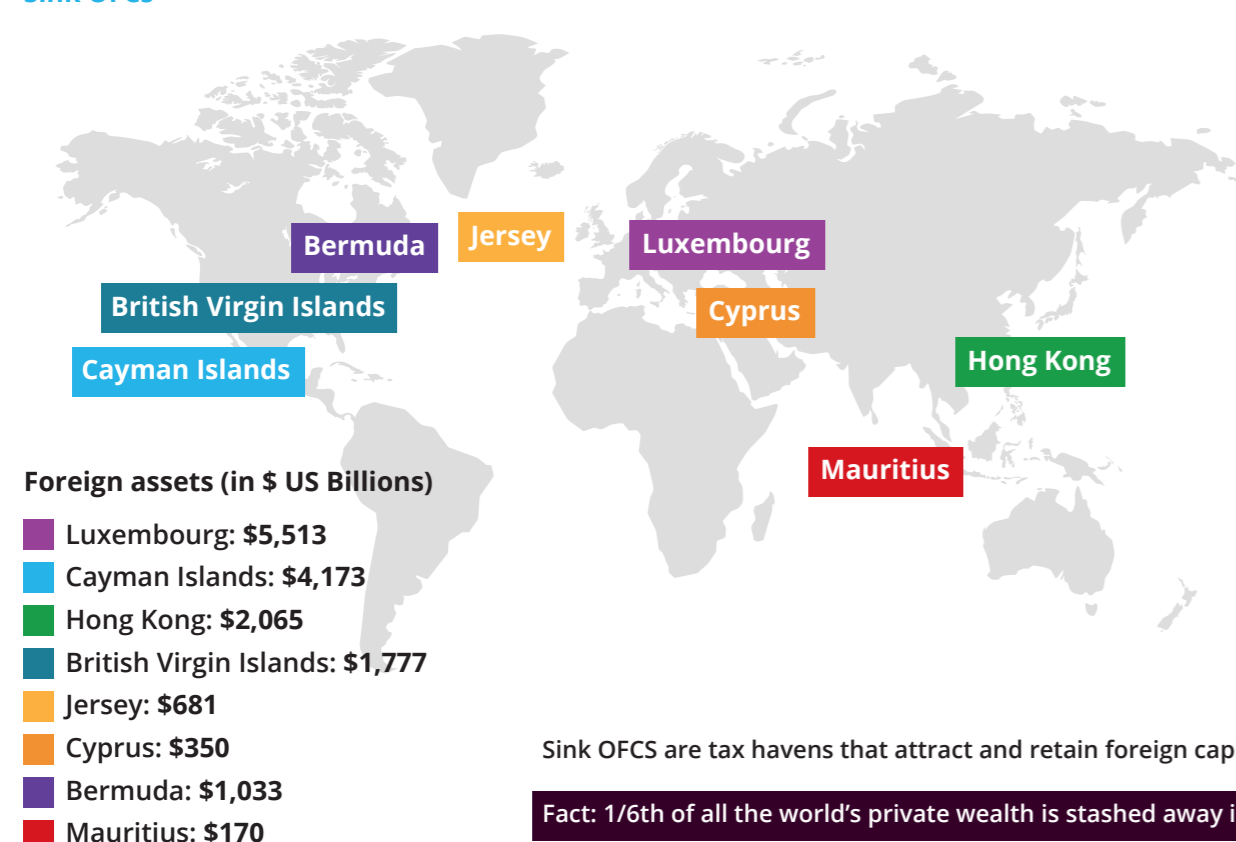 Sink OFCs
Bermuda
Jersey
Luxembourg
British Virgin Islands
Cyprus
Cayman Islands
Hong Kong
Mauritius
Foreign assets (in $ US Billions)
Luxembourg: $5,513
Cayman Islands: $4,173
Hong Kong: $2,065
British Virgin Islands: $1,777
Jersey: $681
Cyprus: $350
Bermuda: $1,033
Mauritius: $170
Sink OFCS are tax havens that attract and retain foreign cap
Fact: 1/6th of all the world’s private wealth is stashed away i